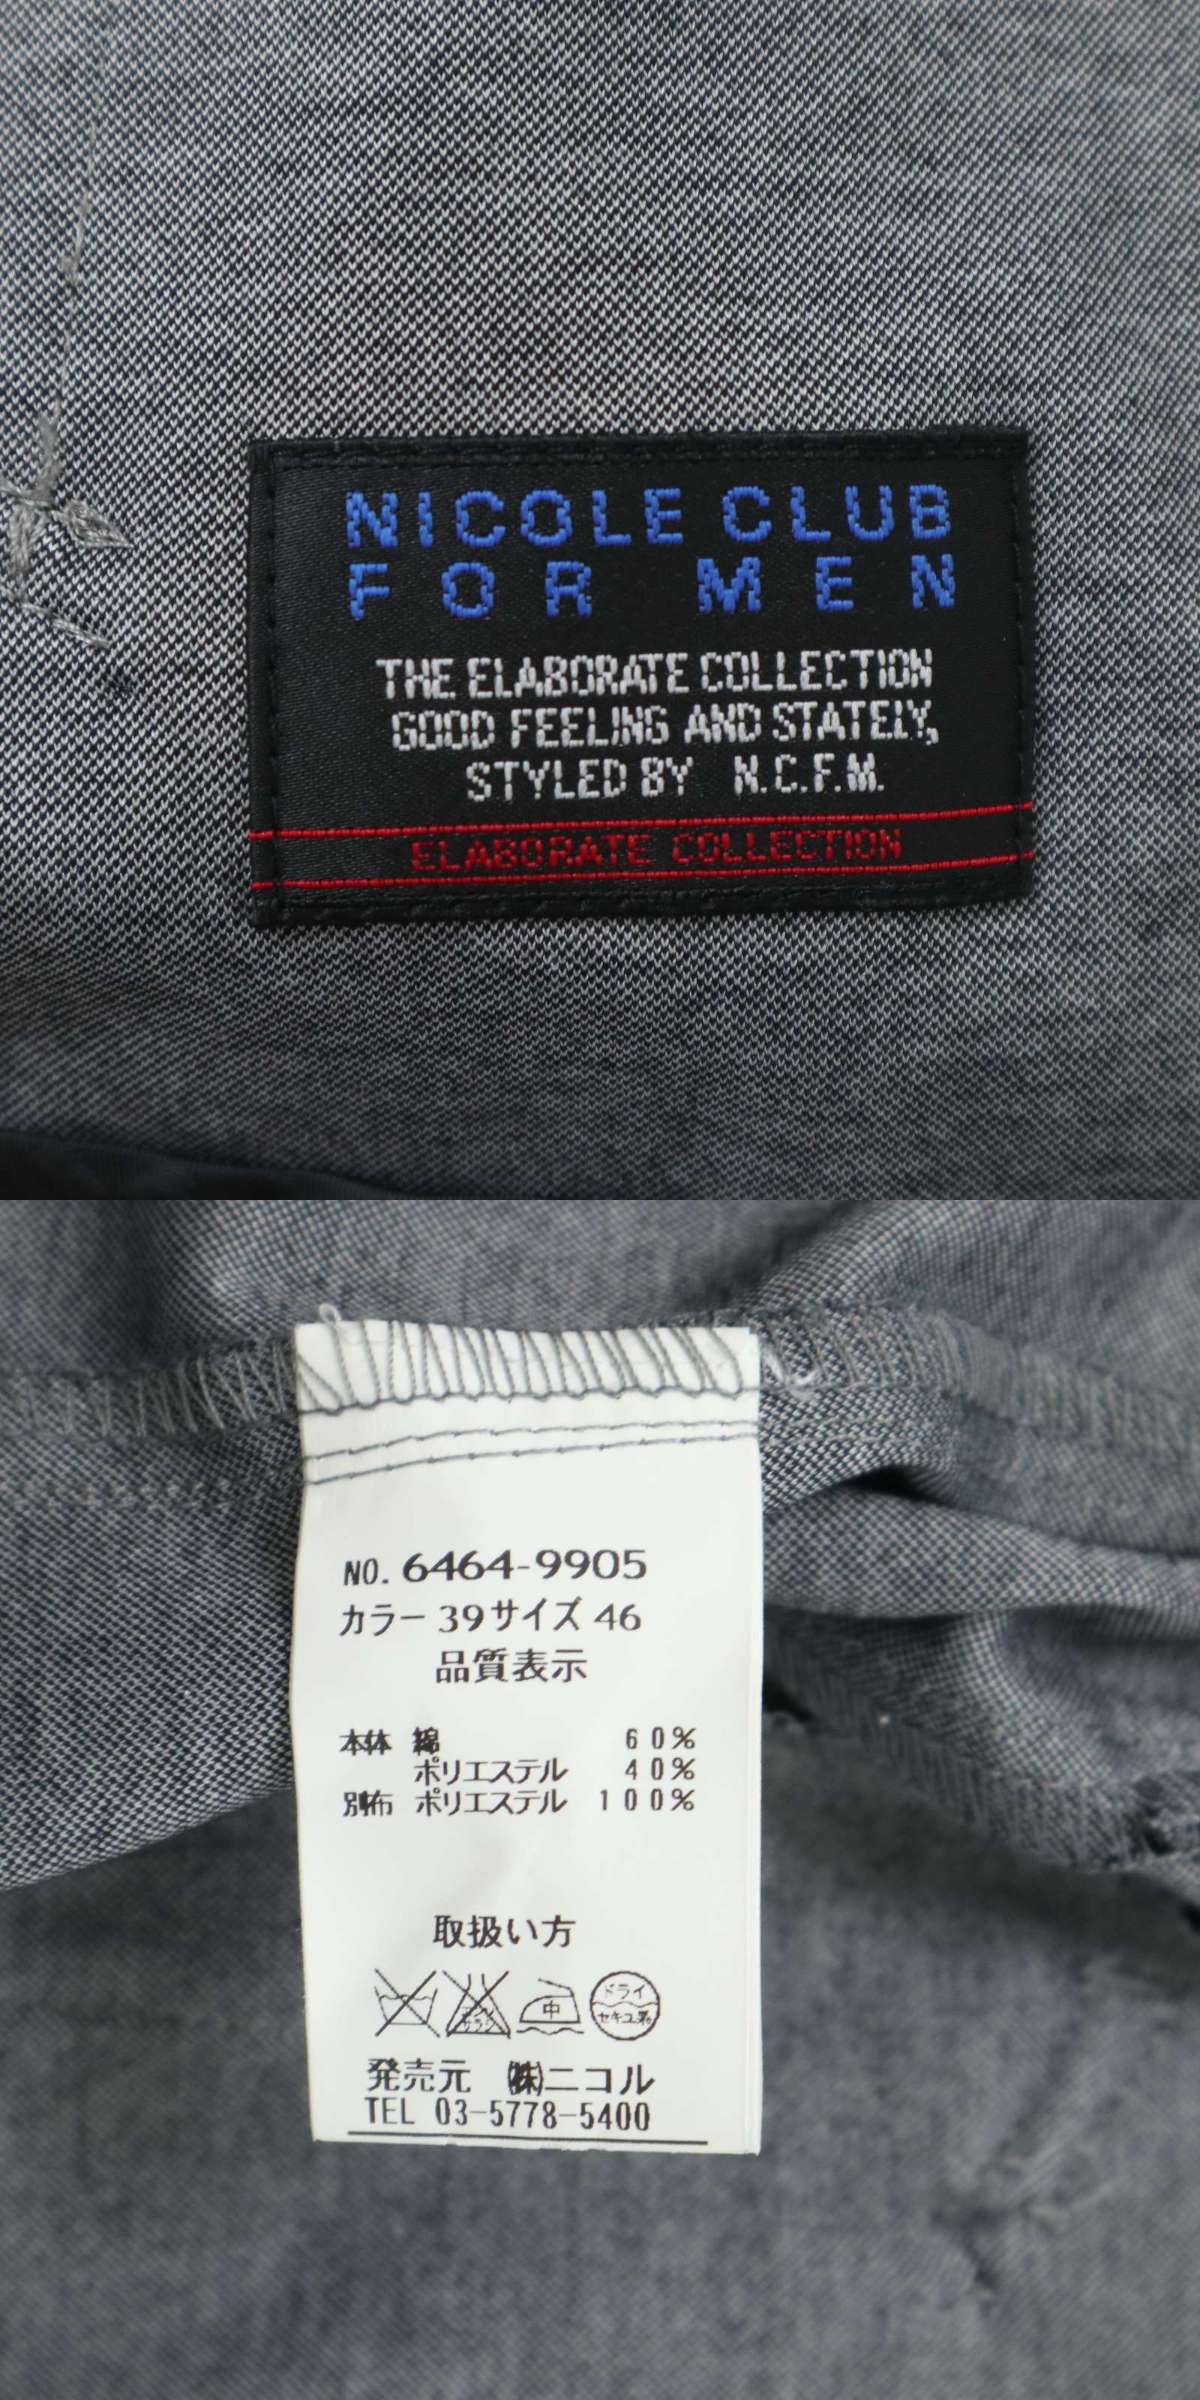 NICOLE CLUB
FOR MEN
THE ELABORATE COLLECTION
GOOD FEELING AND STATELY,
STYLED BY N.C.F.M.
ELABORATE COLLECTION
NO. 6464-9905
カラー 39 サイズ 46
品質表示
本体 綿 60%
ポリエステル 40%
別布 ポリエステル 100%
取扱い方
中 ドライ
セキユ系
発売元 ㈱ニコル
TEL 03-5778-5400